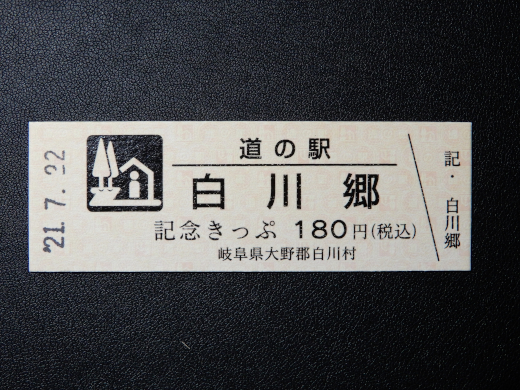 '21.7.22
道の駅
白川郷
記念きっぷ 180円(税込)
岐阜県大野郡白川村
記・白川郷